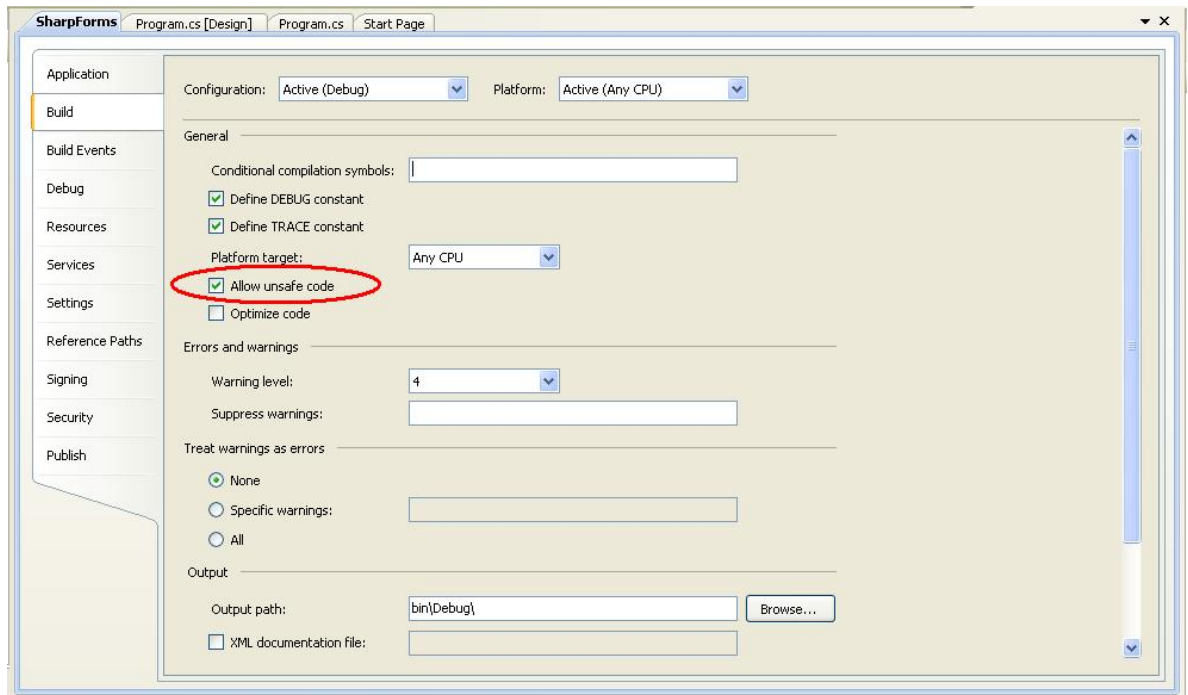 SharpForms Program.cs [Design] Program.cs Start Page
Application
Build
Build Events
Debug
Resources
Services
Settings
Reference Paths
Signing
Security
Publish
Configuration: Active (Debug) Platform: Active (Any CPU)
General
Conditional compilation symbols:
Define DEBUG constant
Define TRACE constant
Platform target: Any CPU
Allow unsafe code
Optimize code
Errors and warnings
Warning level: 4
Suppress warnings:
Treat warnings as errors
None
Specific warnings:
All
Output
Output path: bin\Debug\ Browse...
XML documentation file: